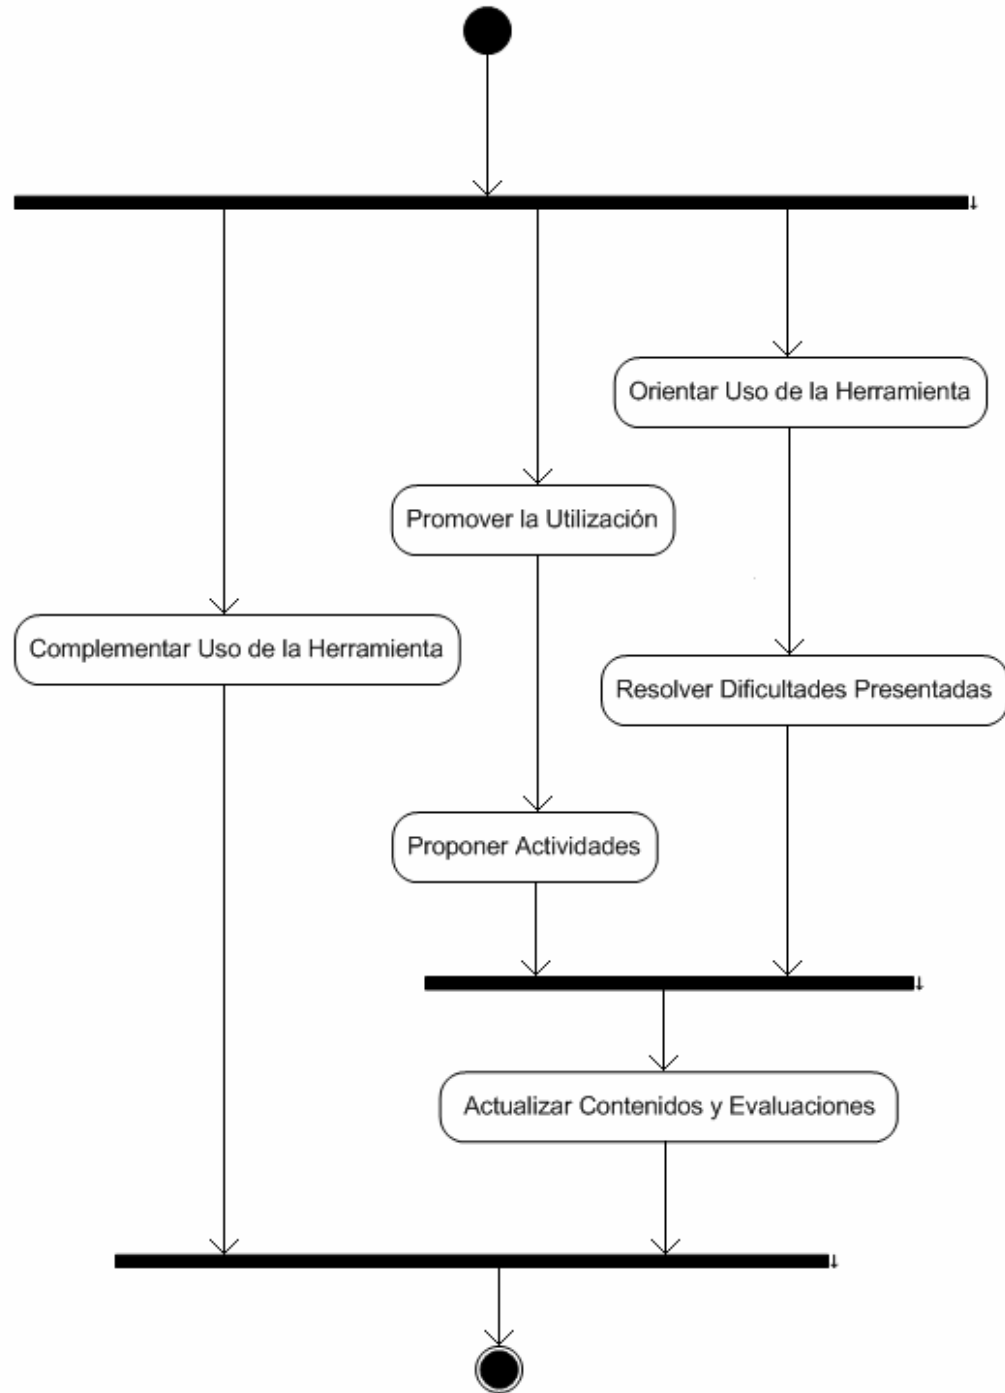 Orientar Uso de la Herramienta
Promover la Utilización
Complementar Uso de la Herramienta
Resolver Dificultades Presentadas
Proponer Actividades
Actualizar Contenidos y Evaluaciones